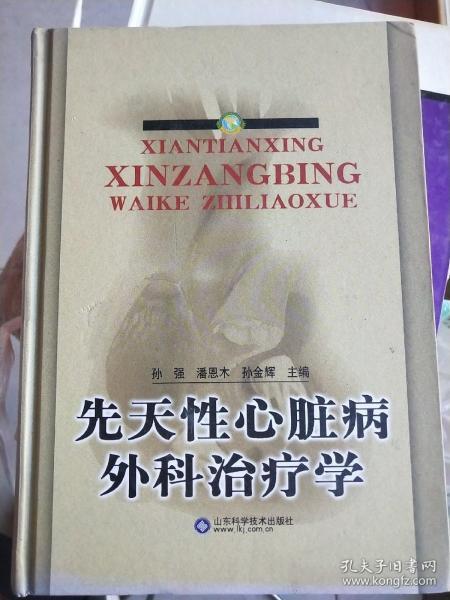 XIANTIANXING
XINZANGBING
WAIKE ZHILIAOXUE
孙 强 潘恩木 孙金辉 主编
先天性心脏病
外科治疗学
山东科学技术出版社
www.lkj.com.cn
孔夫子旧书网
www.kongfz.com